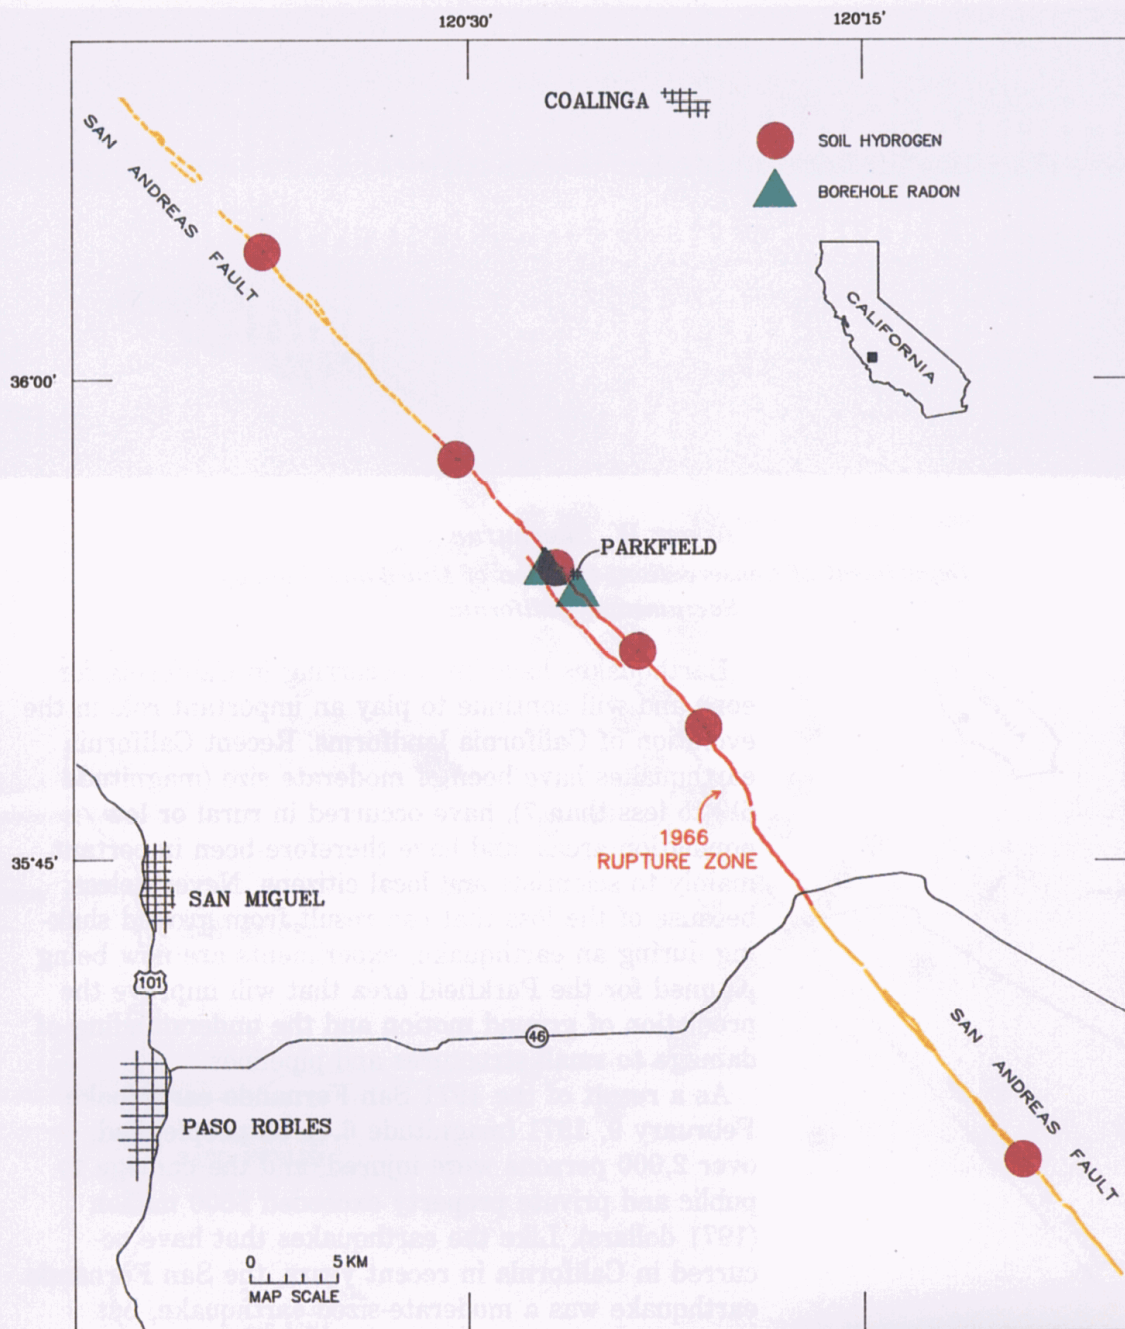 120°30'
120°15'
COALINGA
SOIL HYDROGEN
BOREHOLE RADON
SAN ANDREAS FAULT
CALIFORNIA
36°00'
PARKFIELD
1966
RUPTURE ZONE
35°45'
SAN MIGUEL
101
46
SAN ANDREAS FAULT
PASO ROBLES
0 5 KM
MAP SCALE